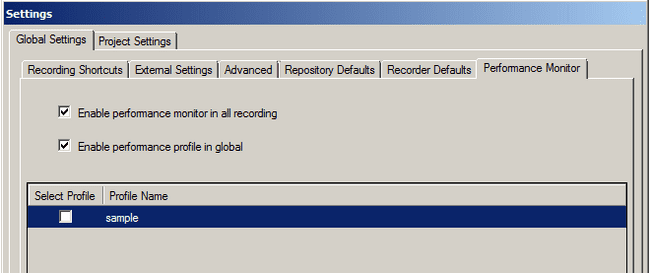 Settings
Global Settings Project Settings
Recording Shortcuts External Settings Advanced Repository Defaults Recorder Defaults Performance Monitor
Enable performance monitor in all recording
Enable performance profile in global
Select Profile Profile Name
sample